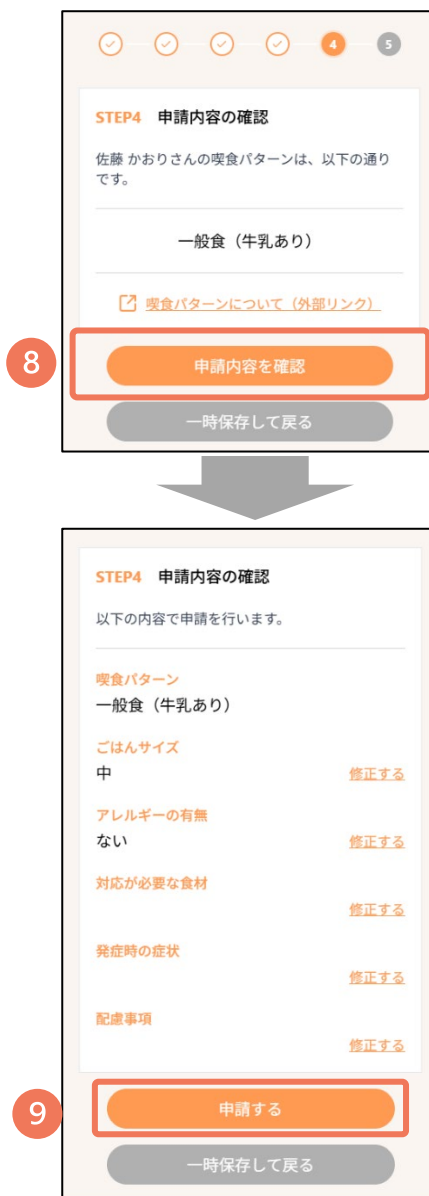 4 5
STEP4 申請内容の確認
佐藤 かおりさんの喫食パターンは、以下の通り
です。
一般食（牛乳あり）
喫食パターンについて（外部リンク）
8
申請内容を確認
一時保存して戻る
STEP4 申請内容の確認
以下の内容で申請を行います。
喫食パターン
一般食（牛乳あり）
ごはんサイズ
中 修正する
アレルギーの有無
ない 修正する
対応が必要な食材
修正する
発症時の症状
修正する
配慮事項
修正する
9
申請する
一時保存して戻る